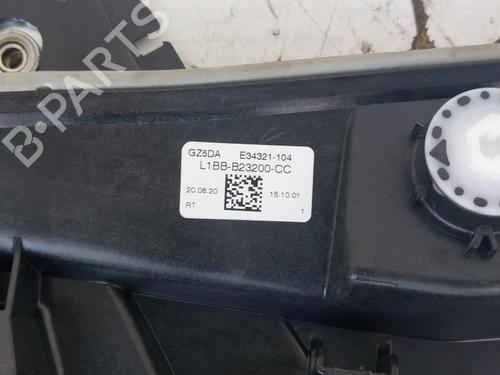 GZ5DA E34321-104
L1BB-B23200-CC
20.08.20 15.10.01
RT 1
B-PARTS